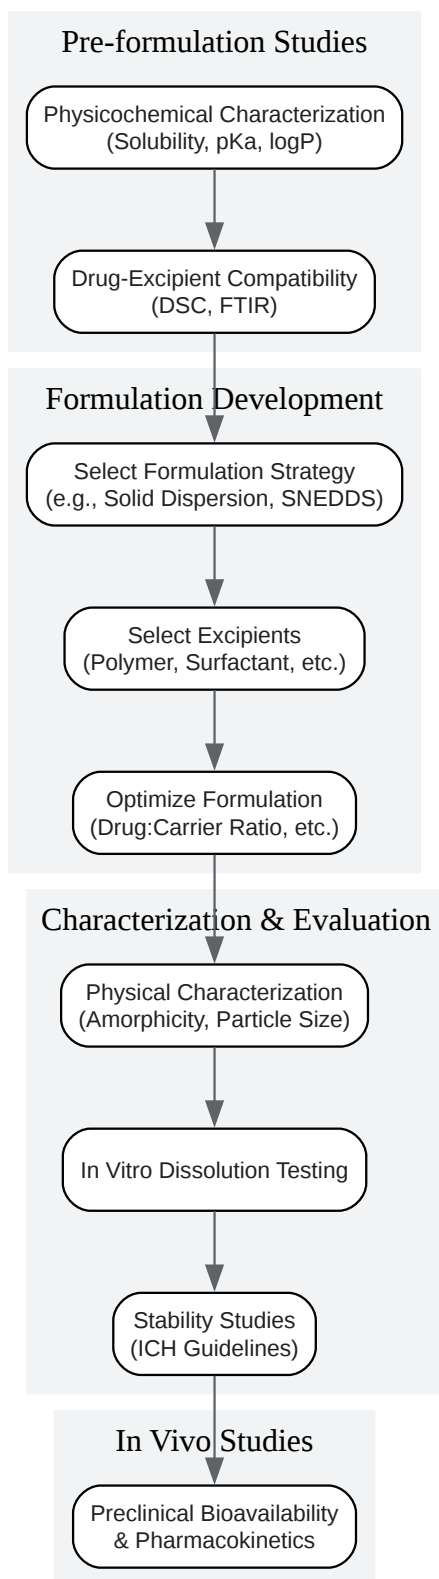 Pre-formulation Studies
Physicochemical Characterization
(Solubility, pKa, logP)
Drug-Excipient Compatibility
(DSC, FTIR)
Formulation Development
Select Formulation Strategy
(e.g., Solid Dispersion, SNEDDS)
Select Excipients
(Polymer, Surfactant, etc.)
Optimize Formulation
(Drug:Carrier Ratio, etc.)
Characterization & Evaluation
Physical Characterization
(Amorphicity, Particle Size)
In Vitro Dissolution Testing
Stability Studies
(ICH Guidelines)
In Vivo Studies
Preclinical Bioavailability
& Pharmacokinetics